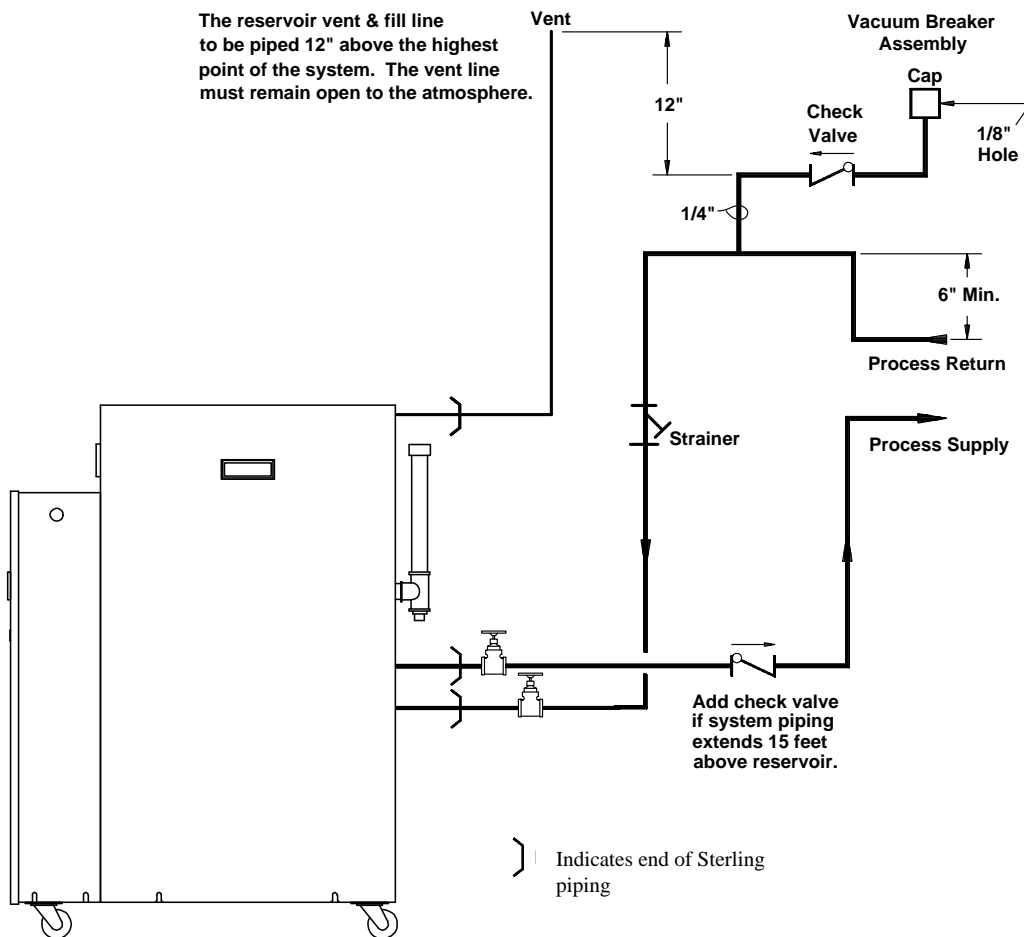 The reservoir vent & fill line
to be piped 12" above the highest
point of the system. The vent line
must remain open to the atmosphere.
Vent
Vacuum Breaker
Assembly
Cap
12"
Check
Valve
1/8"
Hole
1/4"
6" Min.
Process Return
Strainer
Process Supply
Add check valve
if system piping
extends 15 feet
above reservoir.
Indicates end of Sterling
piping